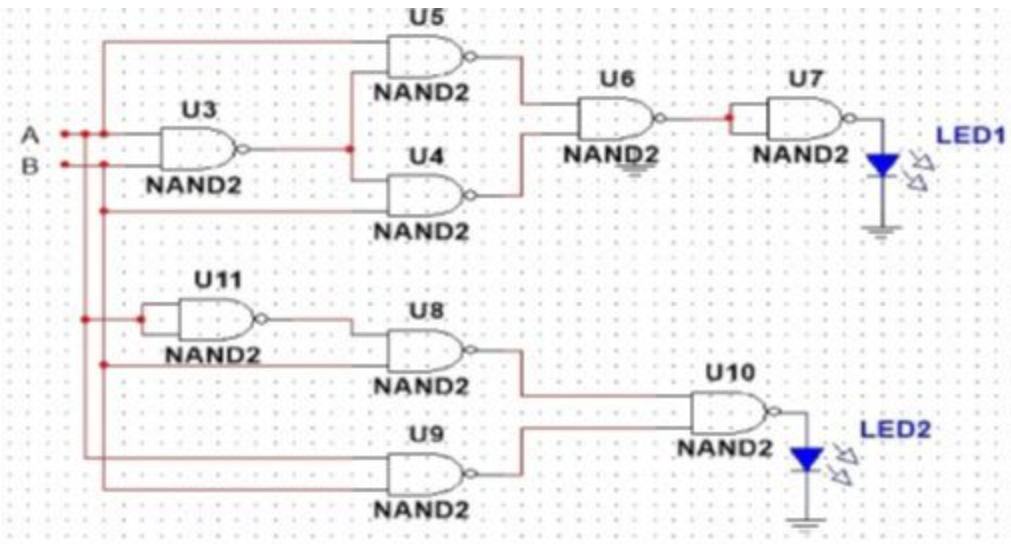 U5
NAND2
U3
NAND2
A
B
U4
NAND2
U6
NAND2
U7
NAND2
LED1
U11
NAND2
U8
NAND2
U9
NAND2
U10
NAND2
LED2